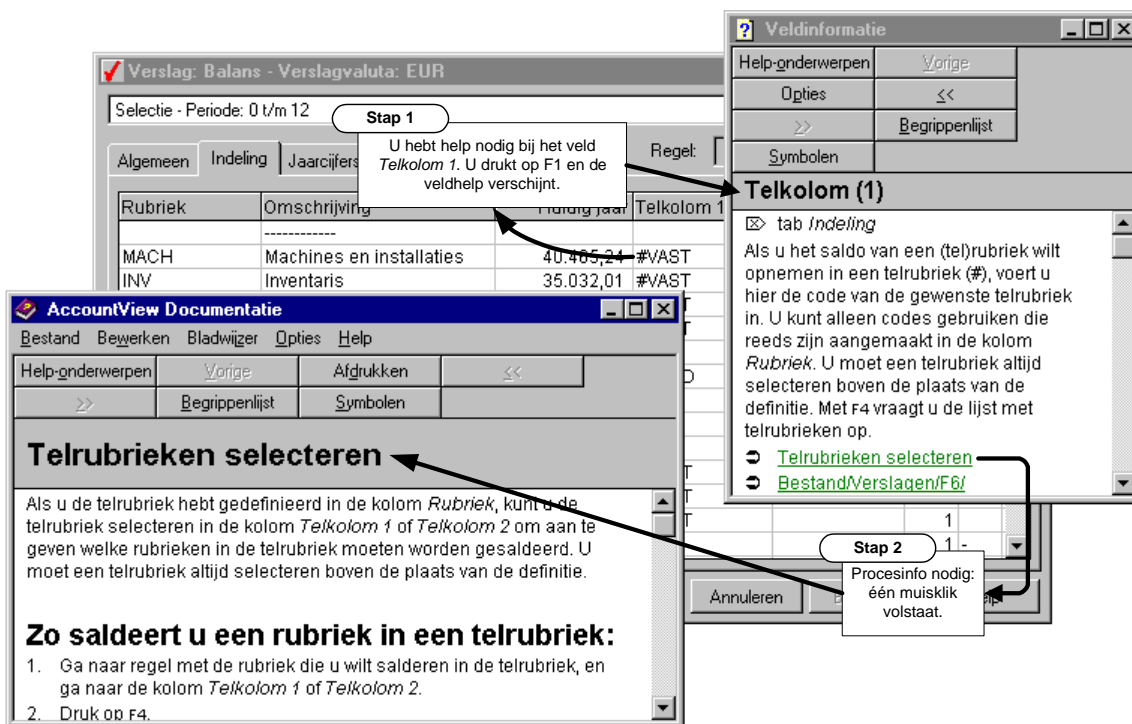 Verslag: Balans - Verslagvaluta: EUR
Selectie - Periode: 0 t/m 12
Algemeen Indeling Jaarcijfers Regel:
Rubriek Omschrijving Huidig jaar Telkolom 1
------------
MACH Machines en installaties 40.465,24 #VAST
INV Inventaris 35.032,01 #VAST
1
1 -
Annuleren
Stap 1
U hebt help nodig bij het veld
Telkolom 1. U drukt op F1 en de
veldhelp verschijnt.
Veldinformatie
Help-onderwerpen Vorige
Opties <<
>> Begrippenlijst
Symbolen
Telkolom (1)
tab Indeling
Als u het saldo van een (tel)rubriek wilt
opnemen in een telrubriek (#), voert u
hier de code van de gewenste telrubriek
in. U kunt alleen codes gebruiken die
reeds zijn aangemaakt in de kolom
Rubriek. U moet een telrubriek altijd
selecteren boven de plaats van de
definitie. Met F4 vraagt u de lijst met
telrubrieken op.
Telrubrieken selecteren
Bestand/Verslagen/F6/
Stap 2
Procesinfo nodig:
één muisklik
volstaat.
AccountView Documentatie
Bestand Bewerken Bladwijzer Opties Help
Help-onderwerpen Vorige Afdrukken <<
>> Begrippenlijst Symbolen
Telrubrieken selecteren
Als u de telrubriek hebt gedefinieerd in de kolom Rubriek, kunt u de
telrubriek selecteren in de kolom Telkolom 1 of Telkolom 2 om aan te
geven welke rubrieken in de telrubriek moeten worden gesaldeerd. U
moet een telrubriek altijd selecteren boven de plaats van de definitie.
Zo saldeert u een rubriek in een telrubriek:
1. Ga naar regel met de rubriek die u wilt salderen in de telrubriek, en
ga naar de kolom Telkolom 1 of Telkolom 2.
2. Druk op F4.